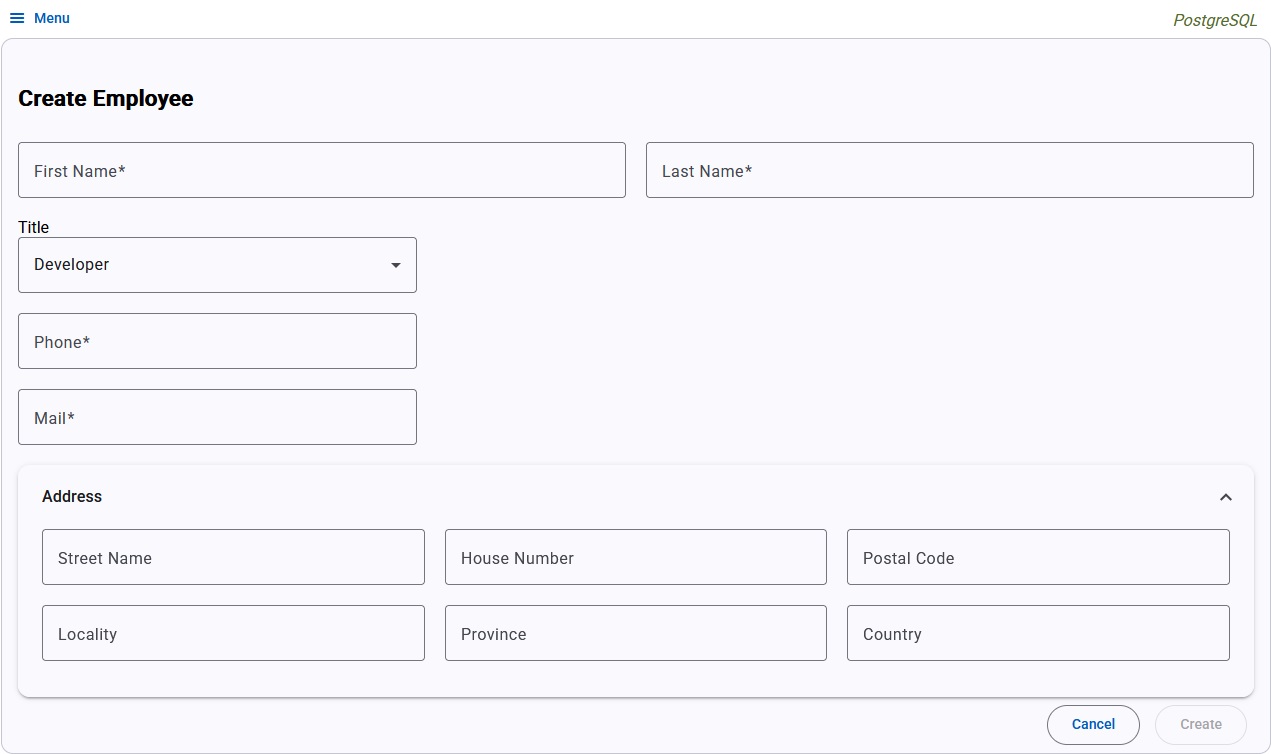 Menu
PostgreSQL
Create Employee
First Name*
Last Name*
Title
Developer
Phone*
Mail*
Address
Street Name
House Number
Postal Code
Locality
Province
Country
Cancel
Create